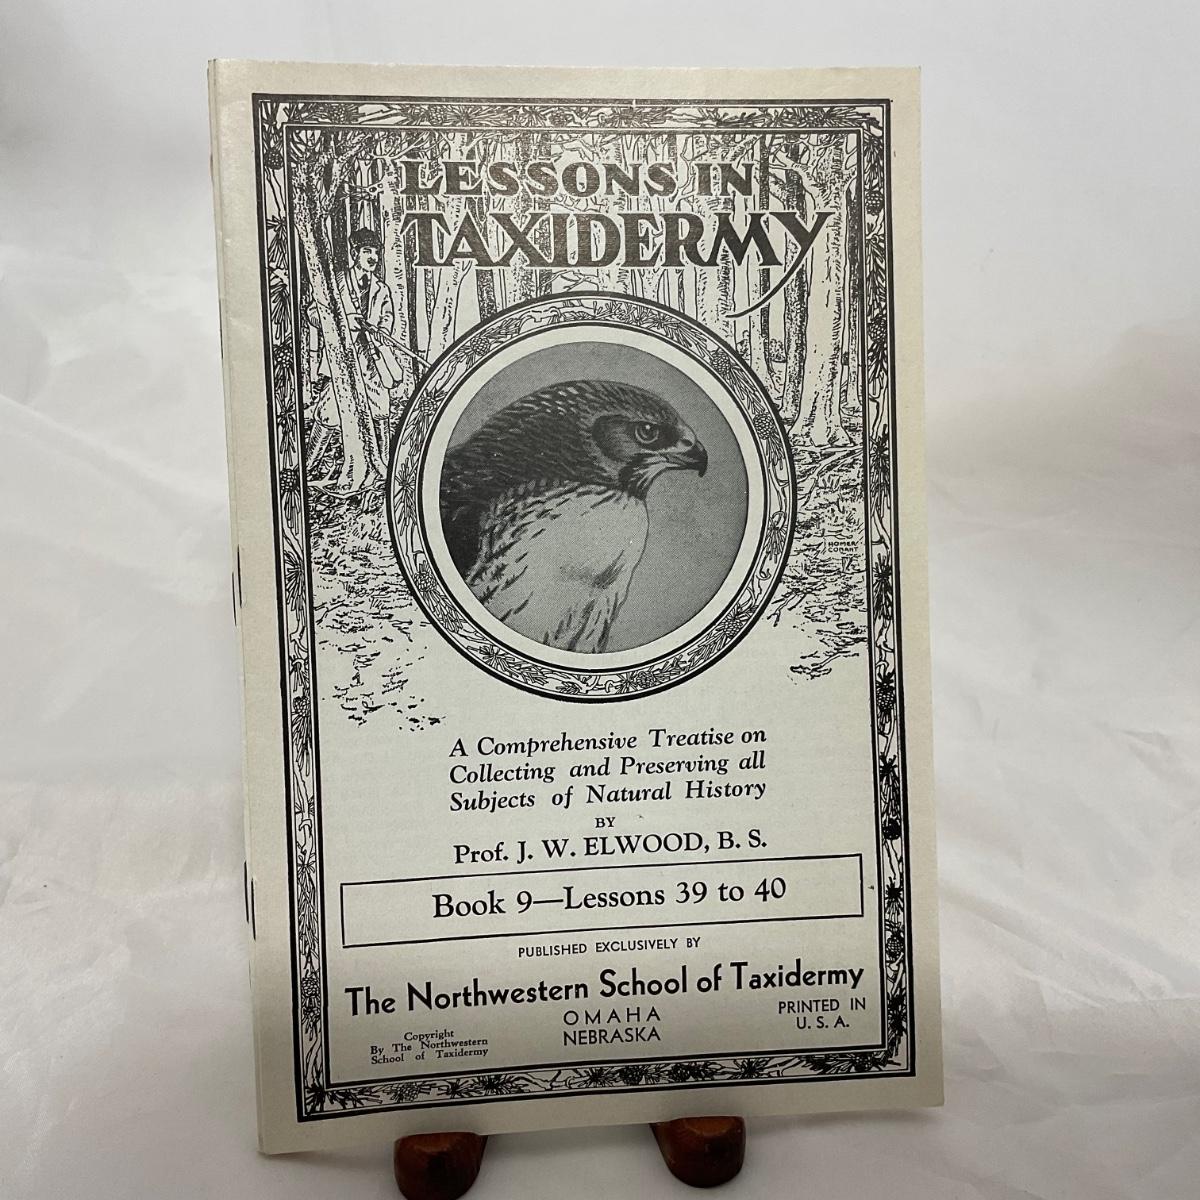 LESSONS IN
TAXIDERMY
HOMER
CONANT
A Comprehensive Treatise on
Collecting and Preserving all
Subjects of Natural History
BY
Prof. J. W. ELWOOD, B. S.
Book 9—Lessons 39 to 40
PUBLISHED EXCLUSIVELY BY
The Northwestern School of Taxidermy
OMAHA
NEBRASKA
Copyright
By The Northwestern
School of Taxidermy
PRINTED IN
U. S. A.